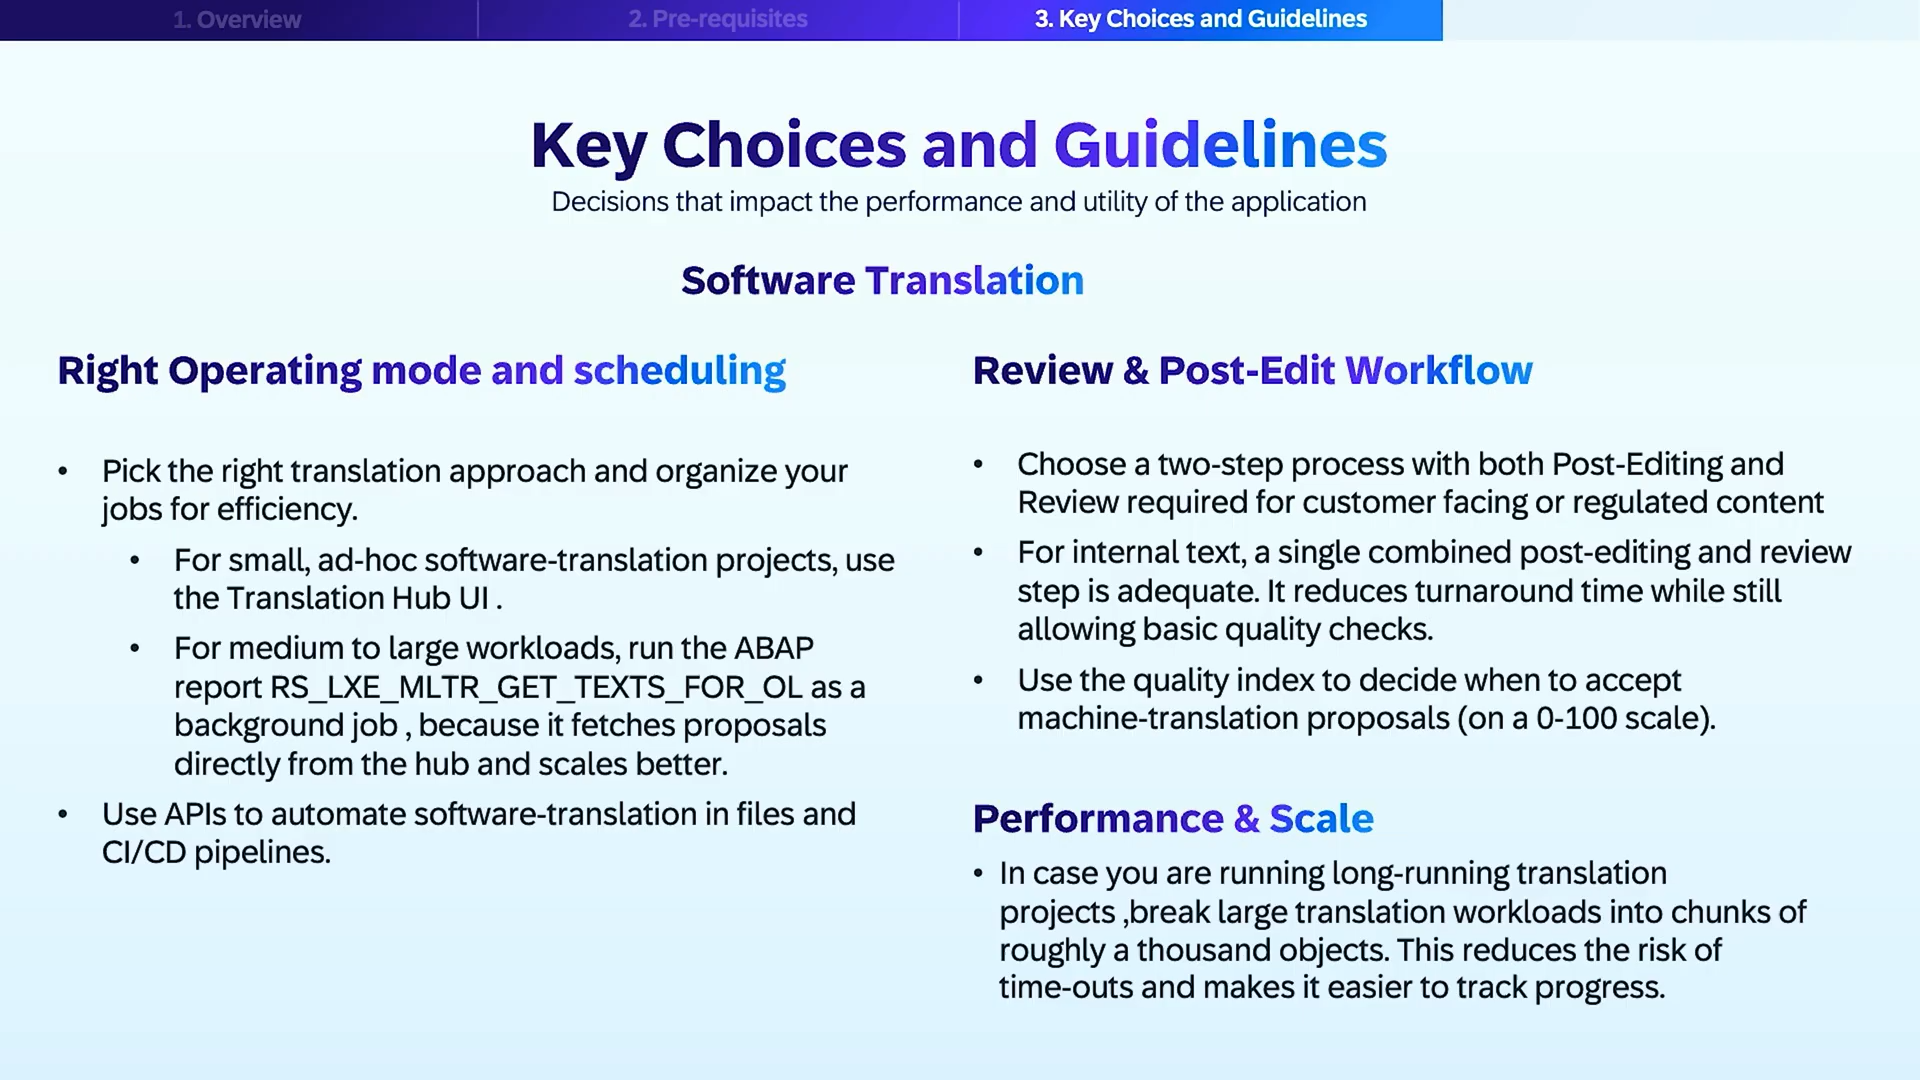 1. Overview
2. Pre-requisites
3. Key Choices and Guidelines
Key Choices and Guidelines
Decisions that impact the performance and utility of the application
Software Translation
Right Operating mode and scheduling
• Pick the right translation approach and organize your
jobs for efficiency.
• For small, ad-hoc software-translation projects, use
the Translation Hub UI .
• For medium to large workloads, run the ABAP
report RS_LXE_MLTR_GET_TEXTS_FOR_OL as a
background job , because it fetches proposals
directly from the hub and scales better.
• Use APIs to automate software-translation in files and
CI/CD pipelines.
Review & Post-Edit Workflow
• Choose a two-step process with both Post-Editing and
Review required for customer facing or regulated content
• For internal text, a single combined post-editing and review
step is adequate. It reduces turnaround time while still
allowing basic quality checks.
• Use the quality index to decide when to accept
machine-translation proposals (on a 0-100 scale).
Performance & Scale
• In case you are running long-running translation
projects ,break large translation workloads into chunks of
roughly a thousand objects. This reduces the risk of
time-outs and makes it easier to track progress.